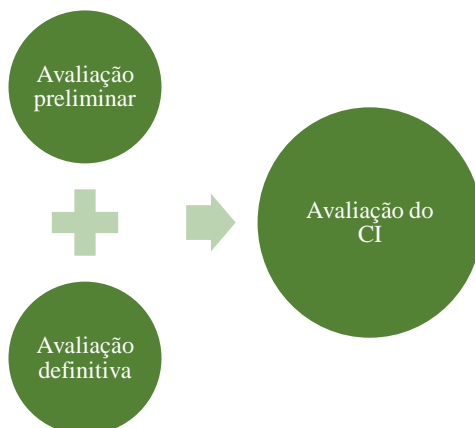 Avaliação
preliminar
Avaliação
definitiva
Avaliação do
CI